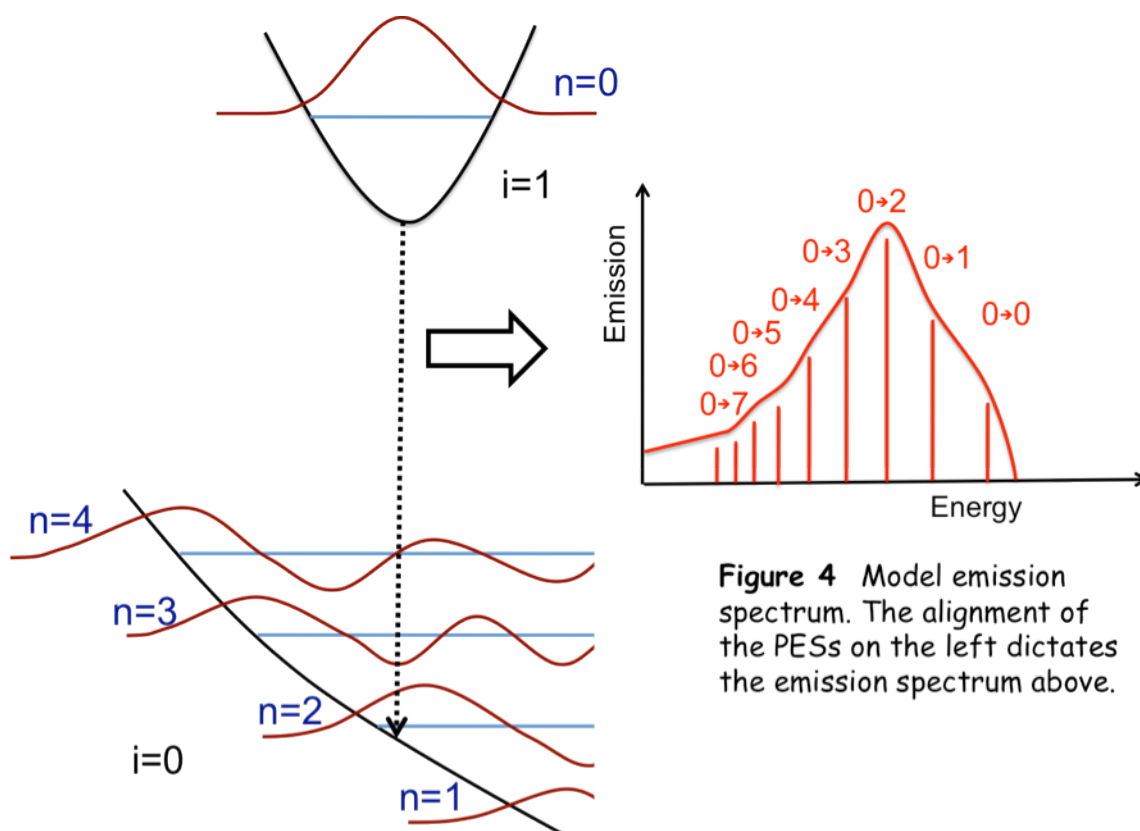 n=0
i=1
n=4
n=3
n=2
i=0
n=1
Emission
0→2
0→3
0→1
0→4
0→0
0→5
0→6
0→7
Energy
Figure 4 Model emission
spectrum. The alignment of
the PESs on the left dictates
the emission spectrum above.